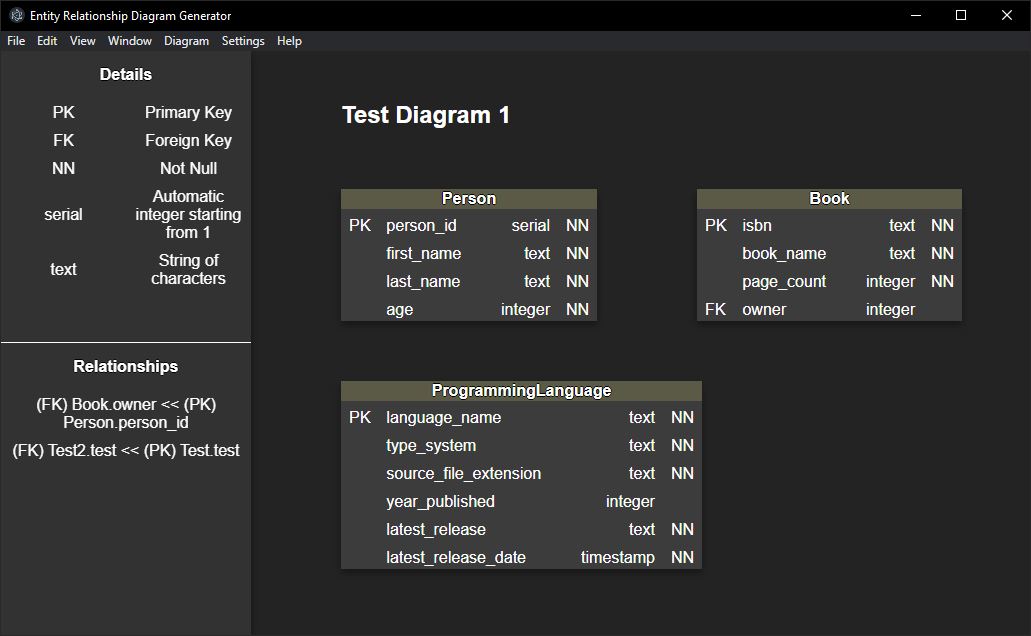 Entity Relationship Diagram Generator
File Edit View Window Diagram Settings Help
Details
PK Primary Key
FK Foreign Key
NN Not Null
serial Automatic
integer starting
from 1
text String of
characters
Relationships
(FK) Book.owner << (PK)
Person.person_id
(FK) Test2.test << (PK) Test.test
Test Diagram 1
Person
PK person_id serial NN
first_name text NN
last_name text NN
age integer NN
Book
PK isbn text NN
book_name text NN
page_count integer NN
FK owner integer
ProgrammingLanguage
PK language_name text NN
type_system text NN
source_file_extension text NN
year_published integer
latest_release text NN
latest_release_date timestamp NN